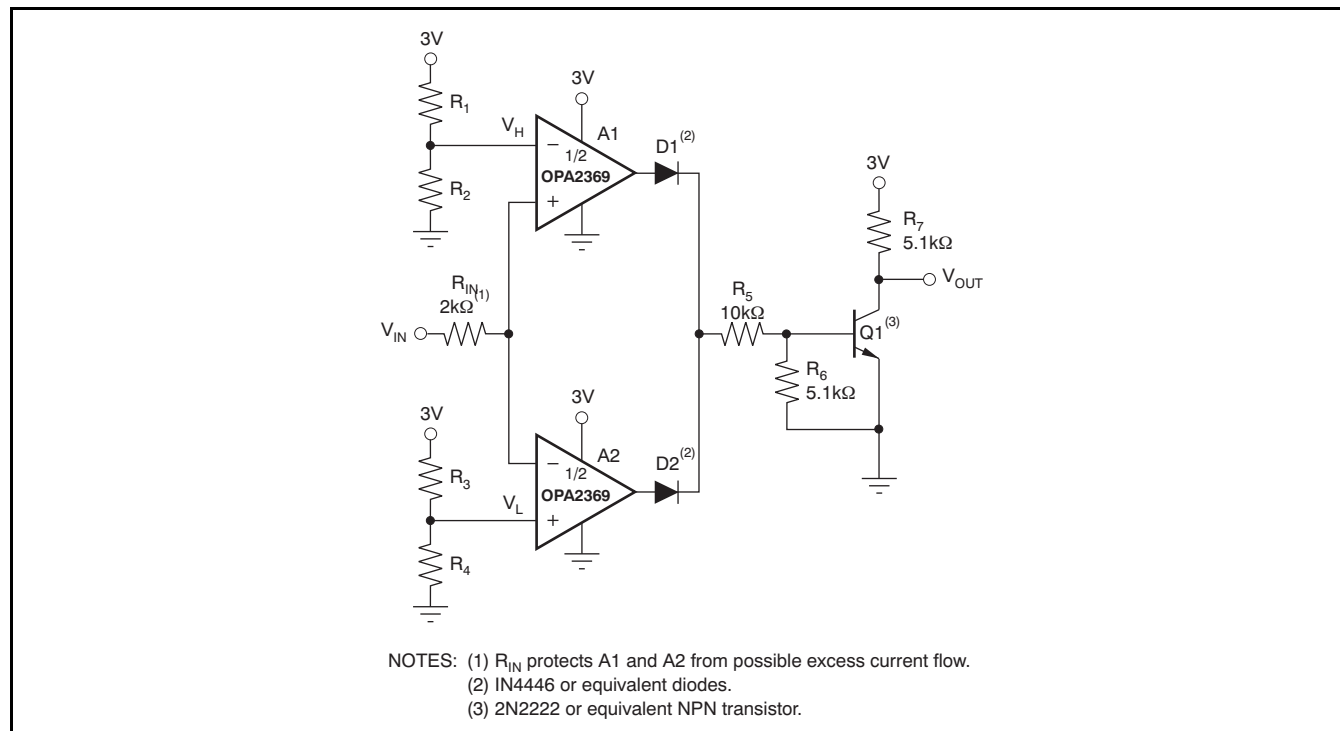 3V
R1
VH
R2
3V
A1
−
1/2
OPA2369
+
D1(2)
3V
R7
5.1kΩ
VOUT
RIN(1)
2kΩ
VIN
R5
10kΩ
Q1(3)
R6
5.1kΩ
3V
R3
VL
R4
3V
A2
−
1/2
OPA2369
+
D2(2)
NOTES: (1) RIN protects A1 and A2 from possible excess current flow.
(2) IN4446 or equivalent diodes.
(3) 2N2222 or equivalent NPN transistor.